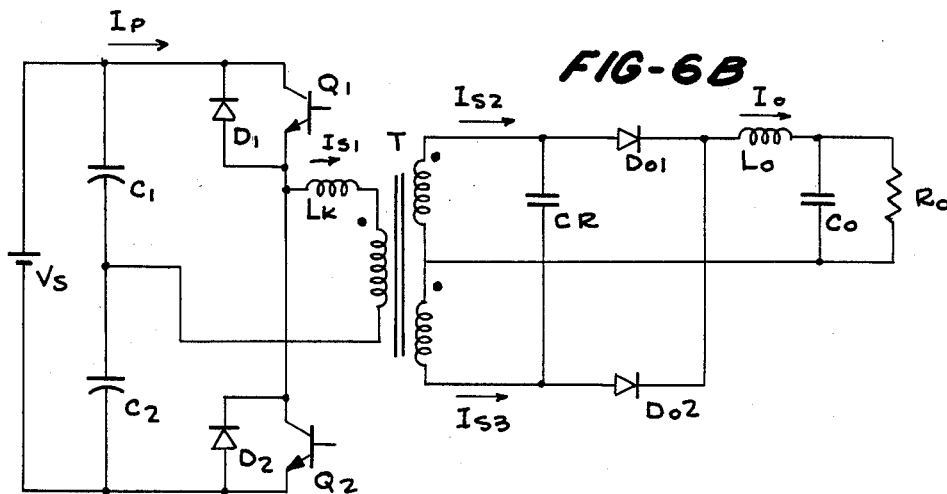 FIG-6B
IP
Q1
D1
IS1
T
IS2
IO
DO1
LO
C1
LK
CR
CO
RO
VS
C2
D2
Q2
IS3
DO2